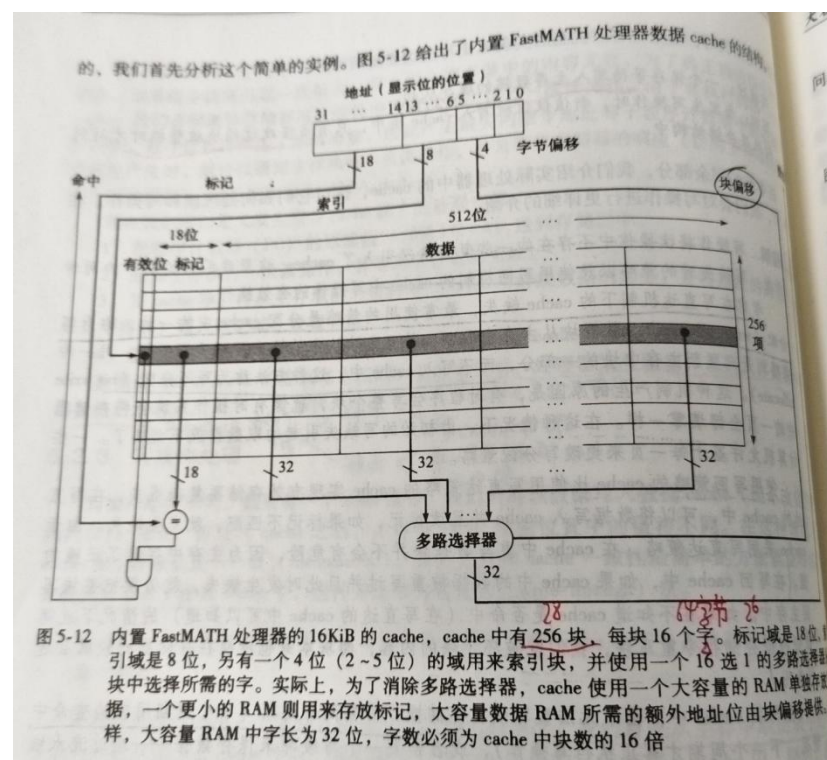 的、我们首先分析这个简单的实例。图5-12 给出了内置 FastMATH 处理器数据 cache 的结构,
地址(显示位的位置)
31 … 14 13 … 6 5 … 2 1 0
18 8 4 字节偏移
命中 标记 块偏移
索引
512位
18位 数据
有效位 标记
256
项
…
18 32 32 32
=
多路选择器
32
28 64字节 26
图 5-12 内置 FastMATH 处理器的 16KiB 的 cache, cache 中有 256 块、每块 16 个字。标记域是 18 位,
引域是 8 位,另有一个 4 位(2~5 位)的域用来索引块,并使用一个 16 选 1 的多路选择器
块中选择所需的字。实际上,为了消除多路选择器,cache 使用一个大容量的 RAM 单独存放
据,一个更小的 RAM 则用来存放标记,大容量数据 RAM 所需的额外地址位由块偏移提供。
样,大容量 RAM 中字长为 32 位,字数必须为 cache 中块数的 16 倍